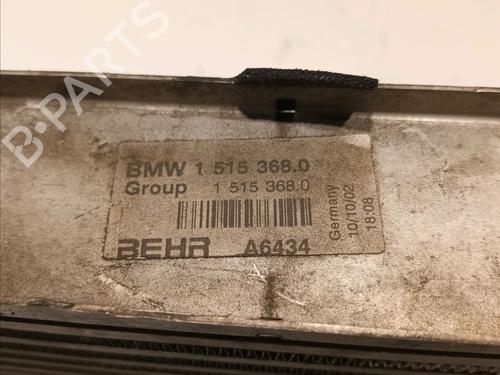 BMW 1 515 368.0
Group 1 515 368.0
BEHR A6434
Germany
10/10/02
18:08
B-PARTS